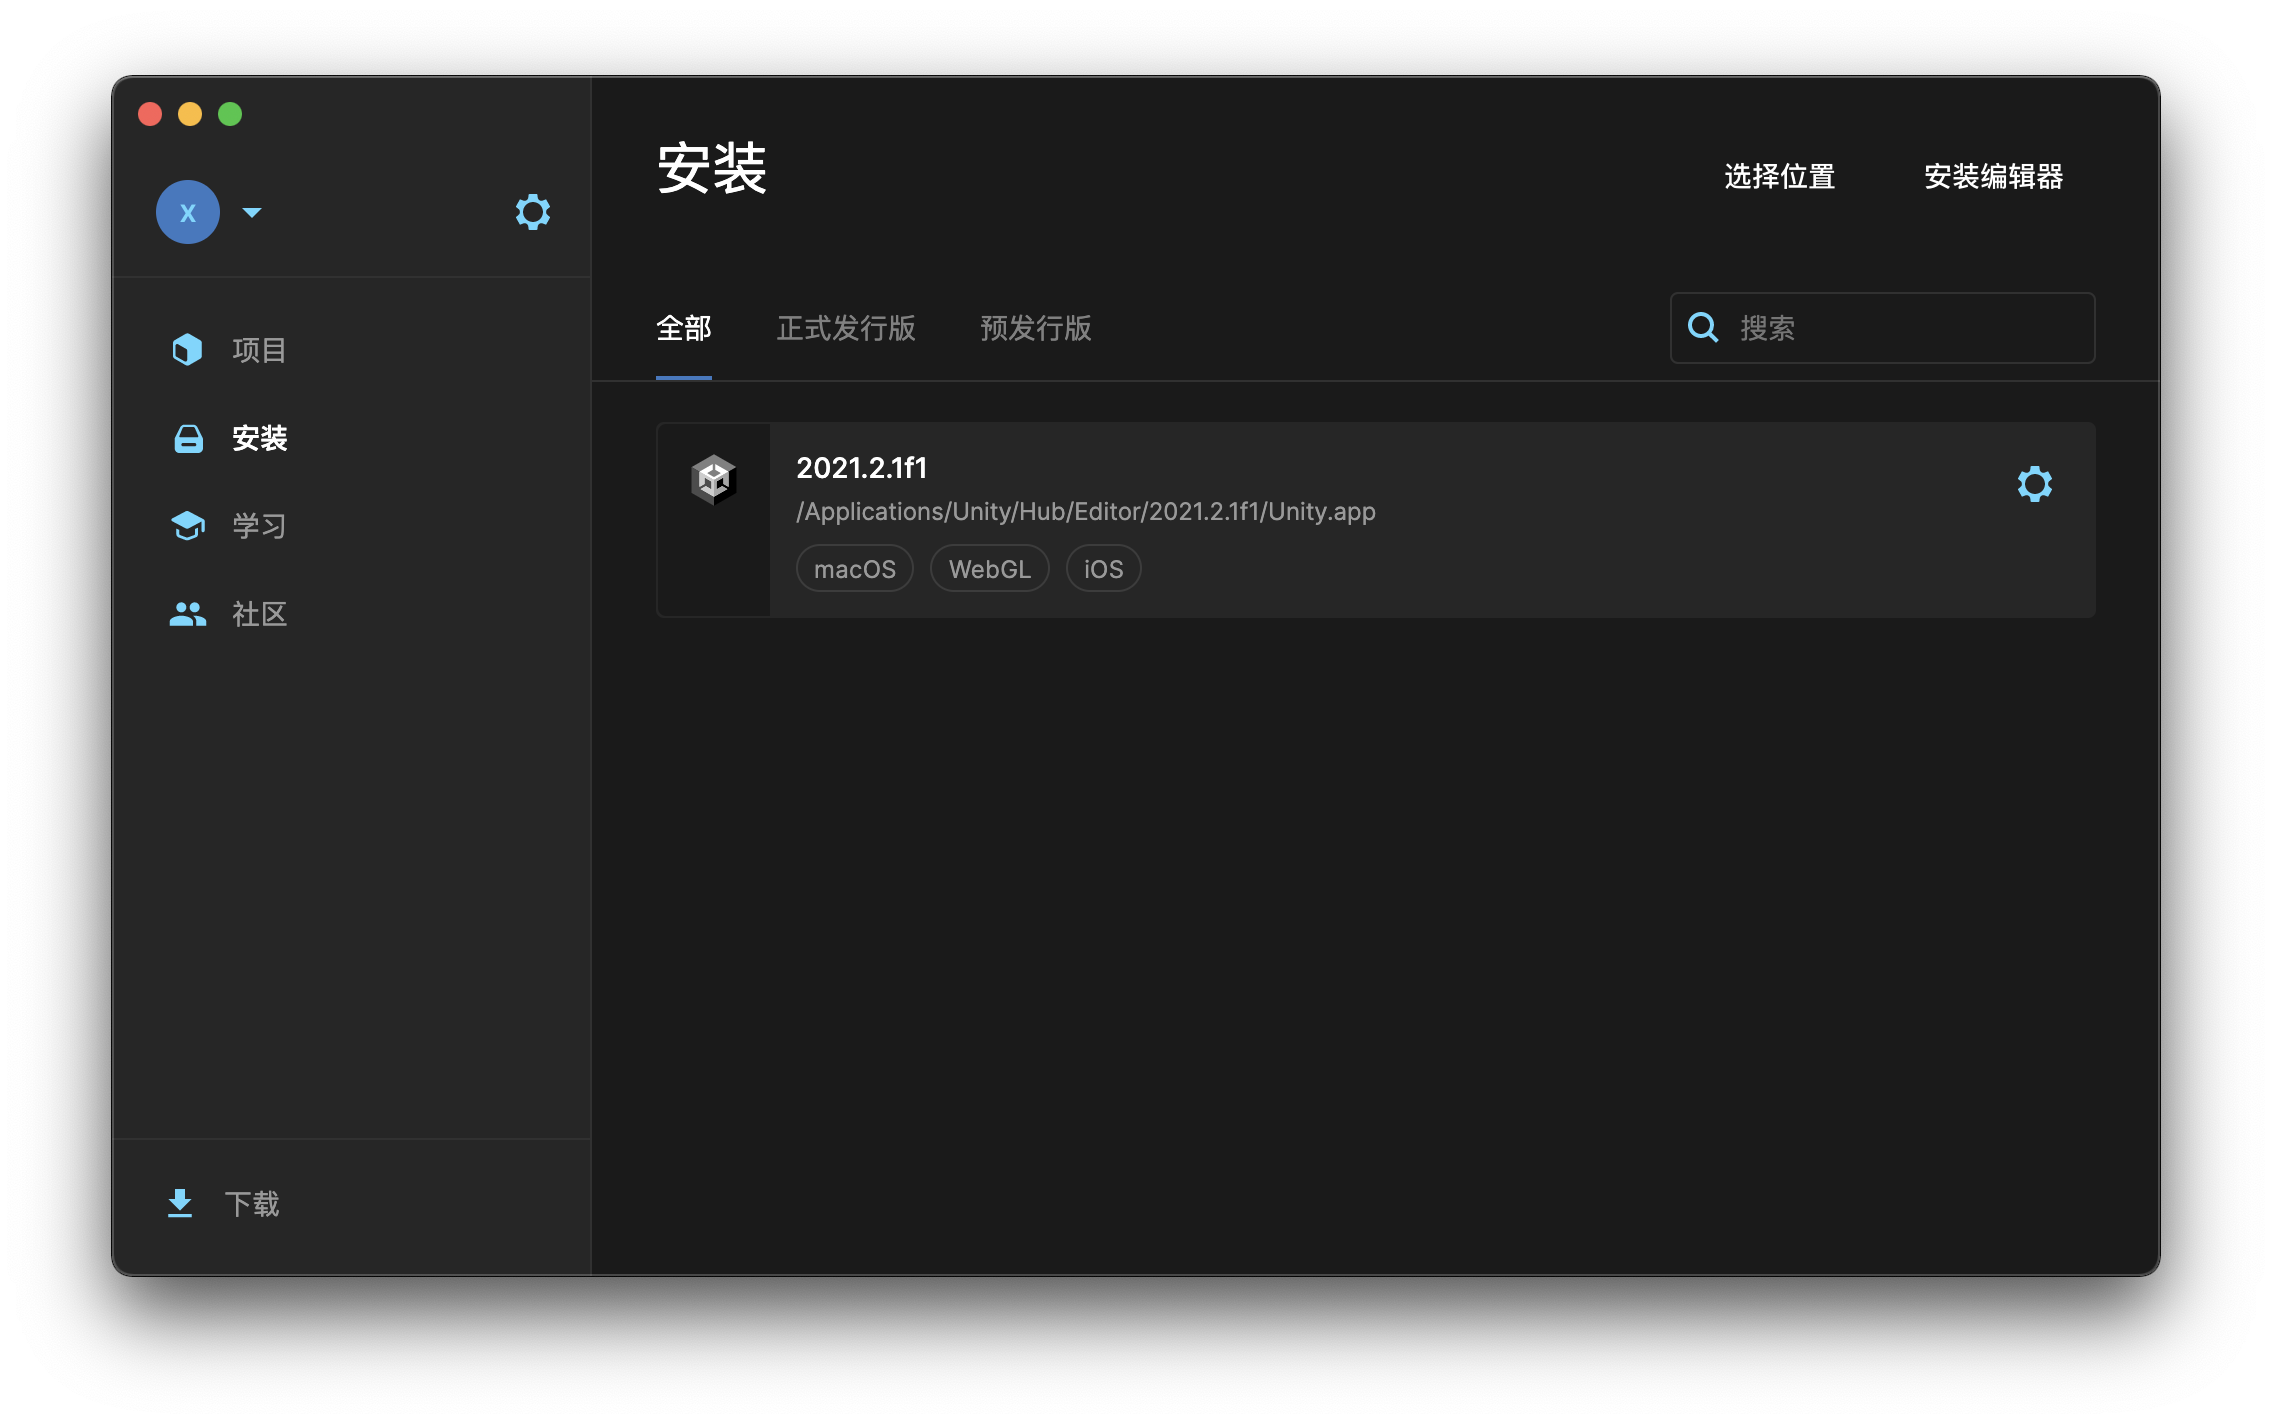 x
项目
安装
学习
社区
下载
安装
选择位置
安装编辑器
全部
正式发行版
预发行版
搜索
2021.2.1f1
/Applications/Unity/Hub/Editor/2021.2.1f1/Unity.app
macOS
WebGL
iOS